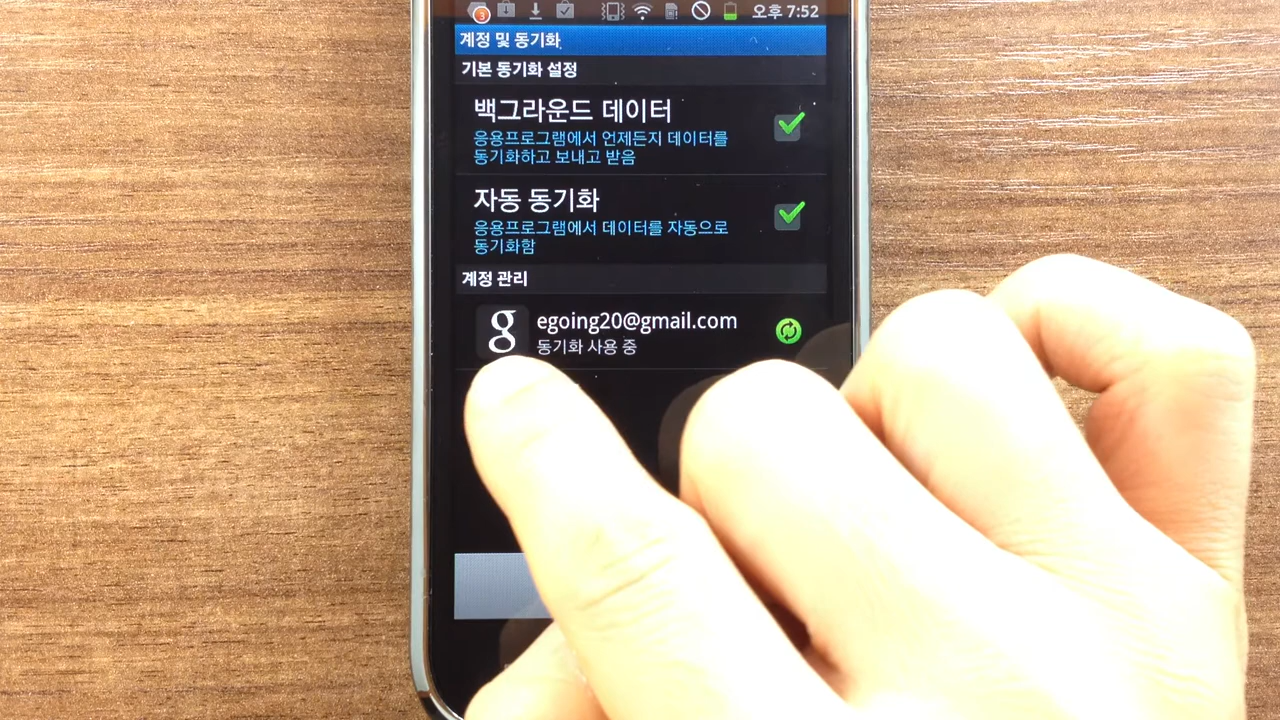 3 오후 7:52
계정 및 동기화
기본 동기화 설정
백그라운드 데이터
응용프로그램에서 언제든지 데이터를
동기화하고 보내고 받음
자동 동기화
응용프로그램에서 데이터를 자동으로
동기화함
계정 관리
g egoing20@gmail.com
동기화 사용 중